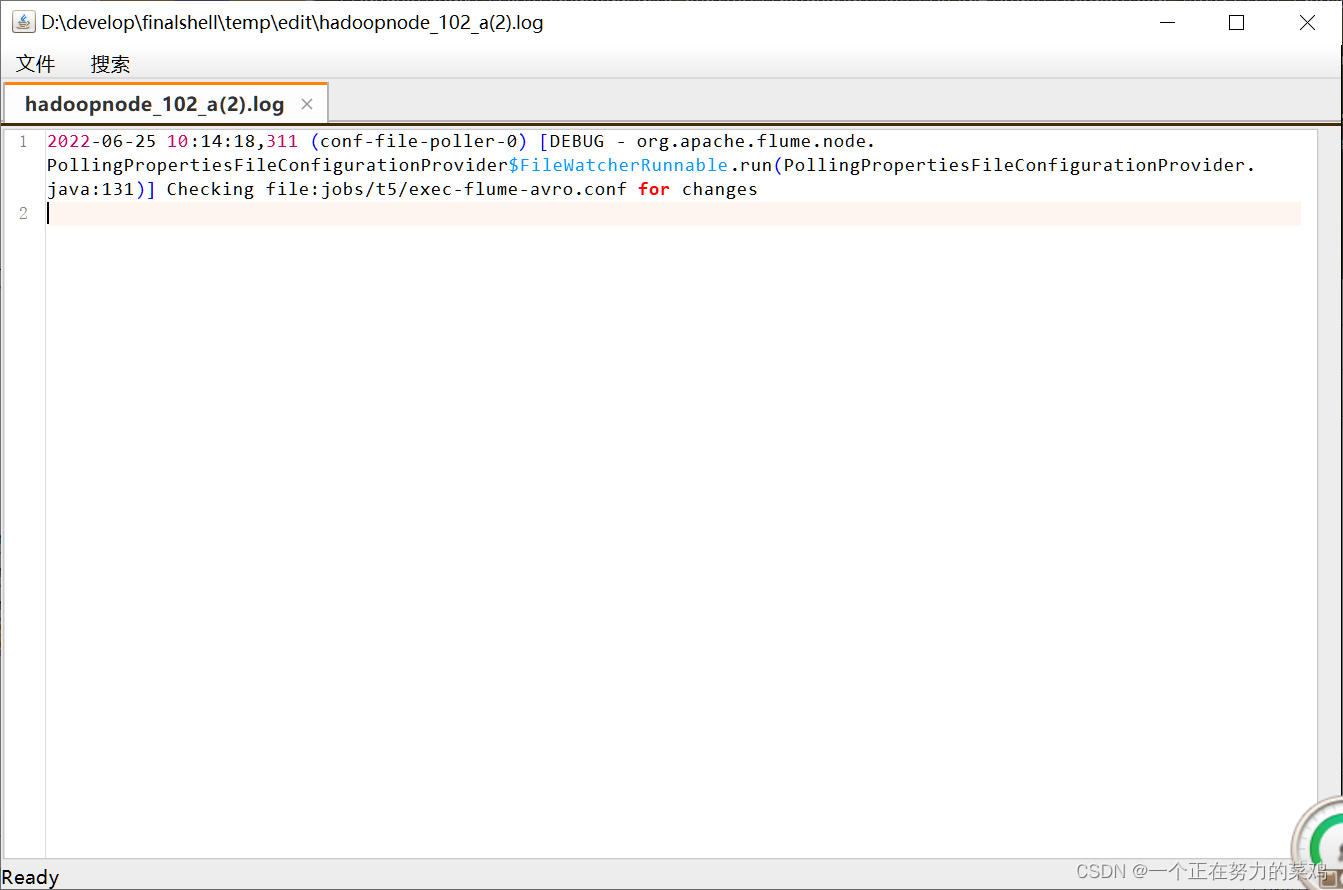 D:\develop\finalshell\temp\edit\hadoopnode_102_a(2).log
文件 搜索
hadoopnode_102_a(2).log
1 2022-06-25 10:14:18,311 (conf-file-poller-0) [DEBUG - org.apache.flume.node.
PollingPropertiesFileConfigurationProvider$FileWatcherRunnable.run(PollingPropertiesFileConfigurationProvider.
java:131)] Checking file:jobs/t5/exec-flume-avro.conf for changes
2
Ready
CSDN @一个正在努力的菜鸡